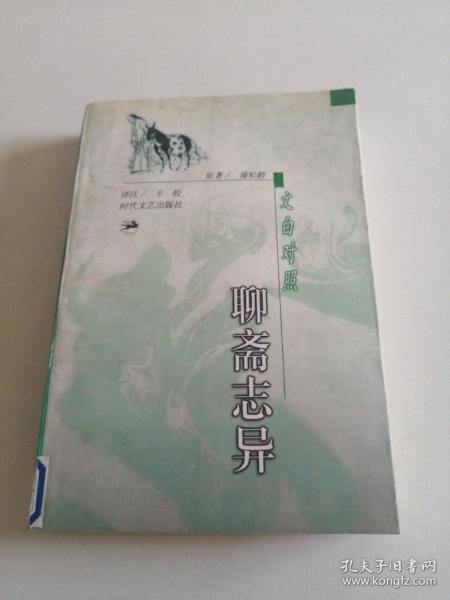 原著/ 蒲松龄
译注/ 王 皎
时代文艺出版社
文白对照
聊斋志异
孔夫子旧书网
www.kongfz.com